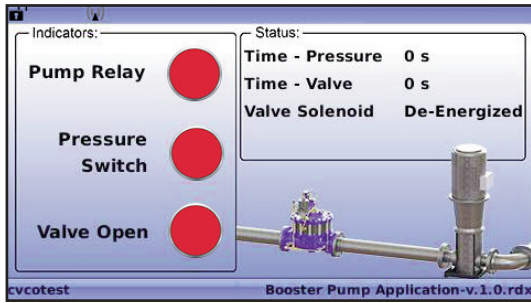 Indicators:
Status:
Pump Relay
Pressure
Switch
Valve Open
Time - Pressure 0 s
Time - Valve 0 s
Valve Solenoid De-Energized
cvcotest
Booster Pump Application-v.1.0.rdx